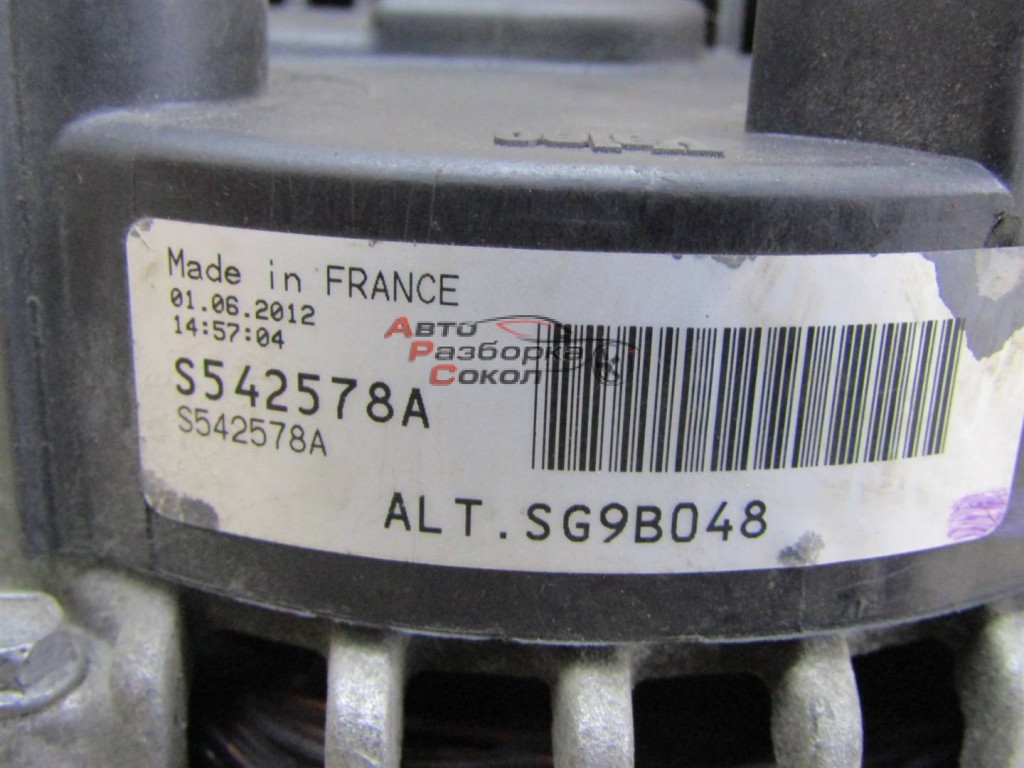 Made in FRANCE
01.06.2012
14:57:04
S542578A
S542578A
ALT.SG9B048
Авто
Разборка
Сокол